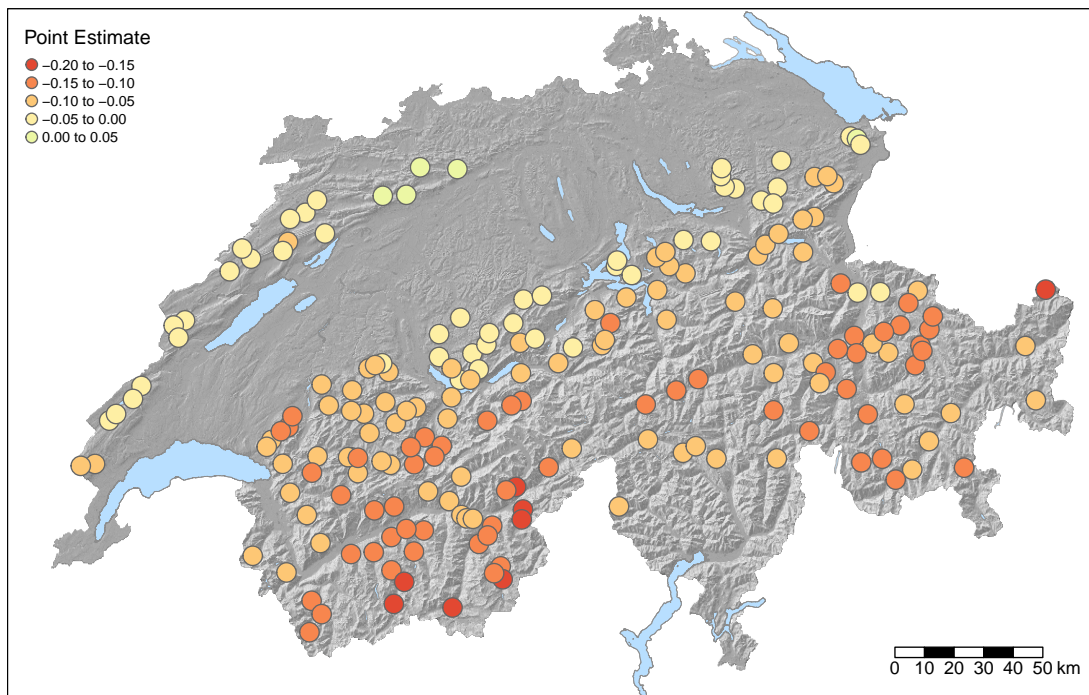 Point Estimate
−0.20 to −0.15
−0.15 to −0.10
−0.10 to −0.05
−0.05 to 0.00
0.00 to 0.05
0 10 20 30 40 50 km